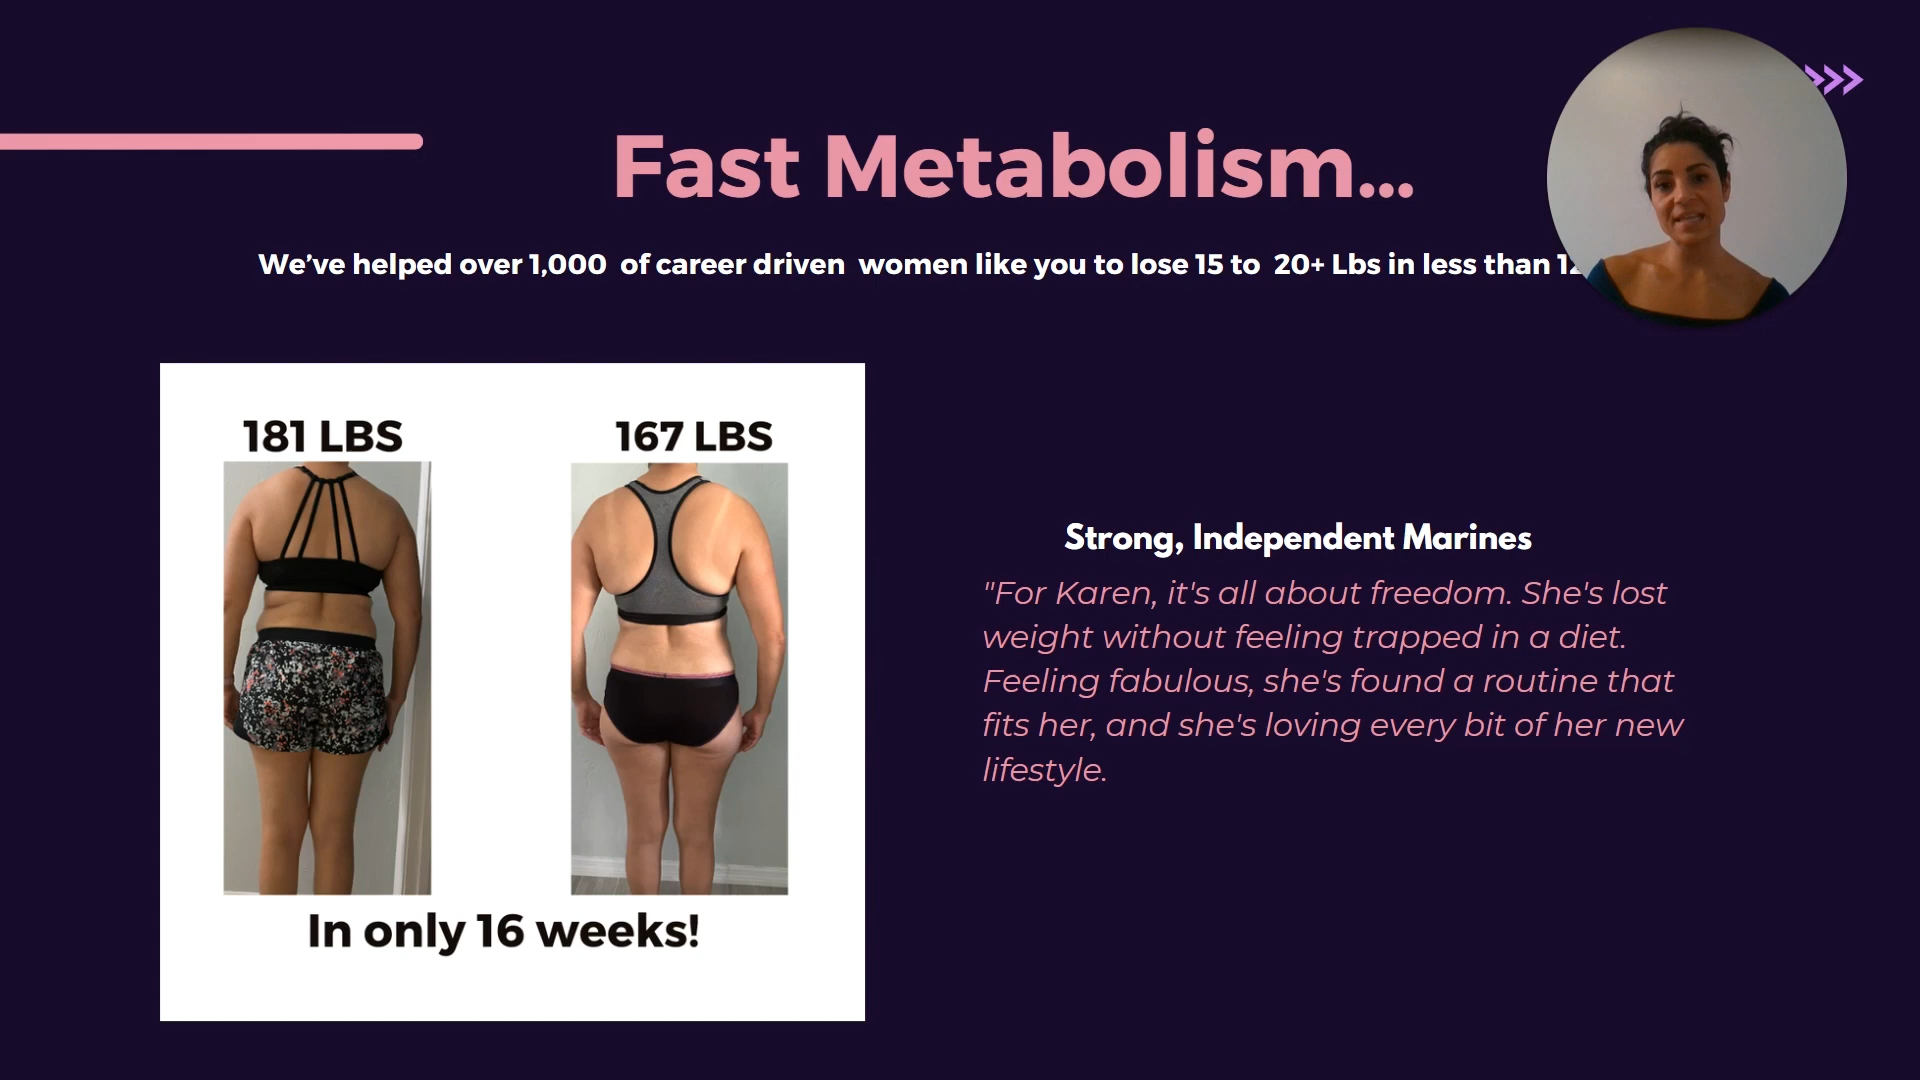 Fast Metabolism...
We've helped over 1,000 of career driven women like you to lose 15 to 20+ Lbs in less than
181 LBS
167 LBS
In only 16 weeks!
Strong, Independent Marines
"For Karen, it's all about freedom. She's lost
weight without feeling trapped in a diet.
Feeling fabulous, she's found a routine that
fits her, and she's loving every bit of her new
lifestyle.